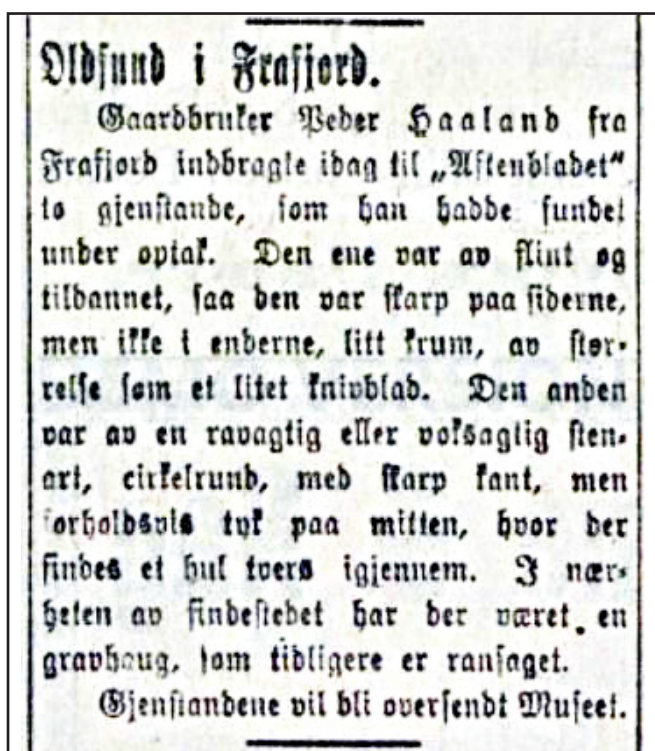 Oldfund i Frafjord.
Gaardbruker Peder Haaland fra
Frafjord indbragte idag til „Aftenbladet“
to gjenstande, som han hadde fundet
under optak. Den ene var av flint og
tildannet, saa den var skarp paa siderne,
men ikke i enderne, litt krum, av stør-
relse som et litet knivblad. Den anden
var av en ravagtig eller voksagtig sten-
art, cirkelrund, med skarp kant, men
forholdsvis tyk paa mitten, hvor der
findes et hul tvers igjennem. I nær-
heten av findestedet har der været en
gravhaug, som tidligere er ransaget.
Gjenstandene vil bli oversendt Museet.